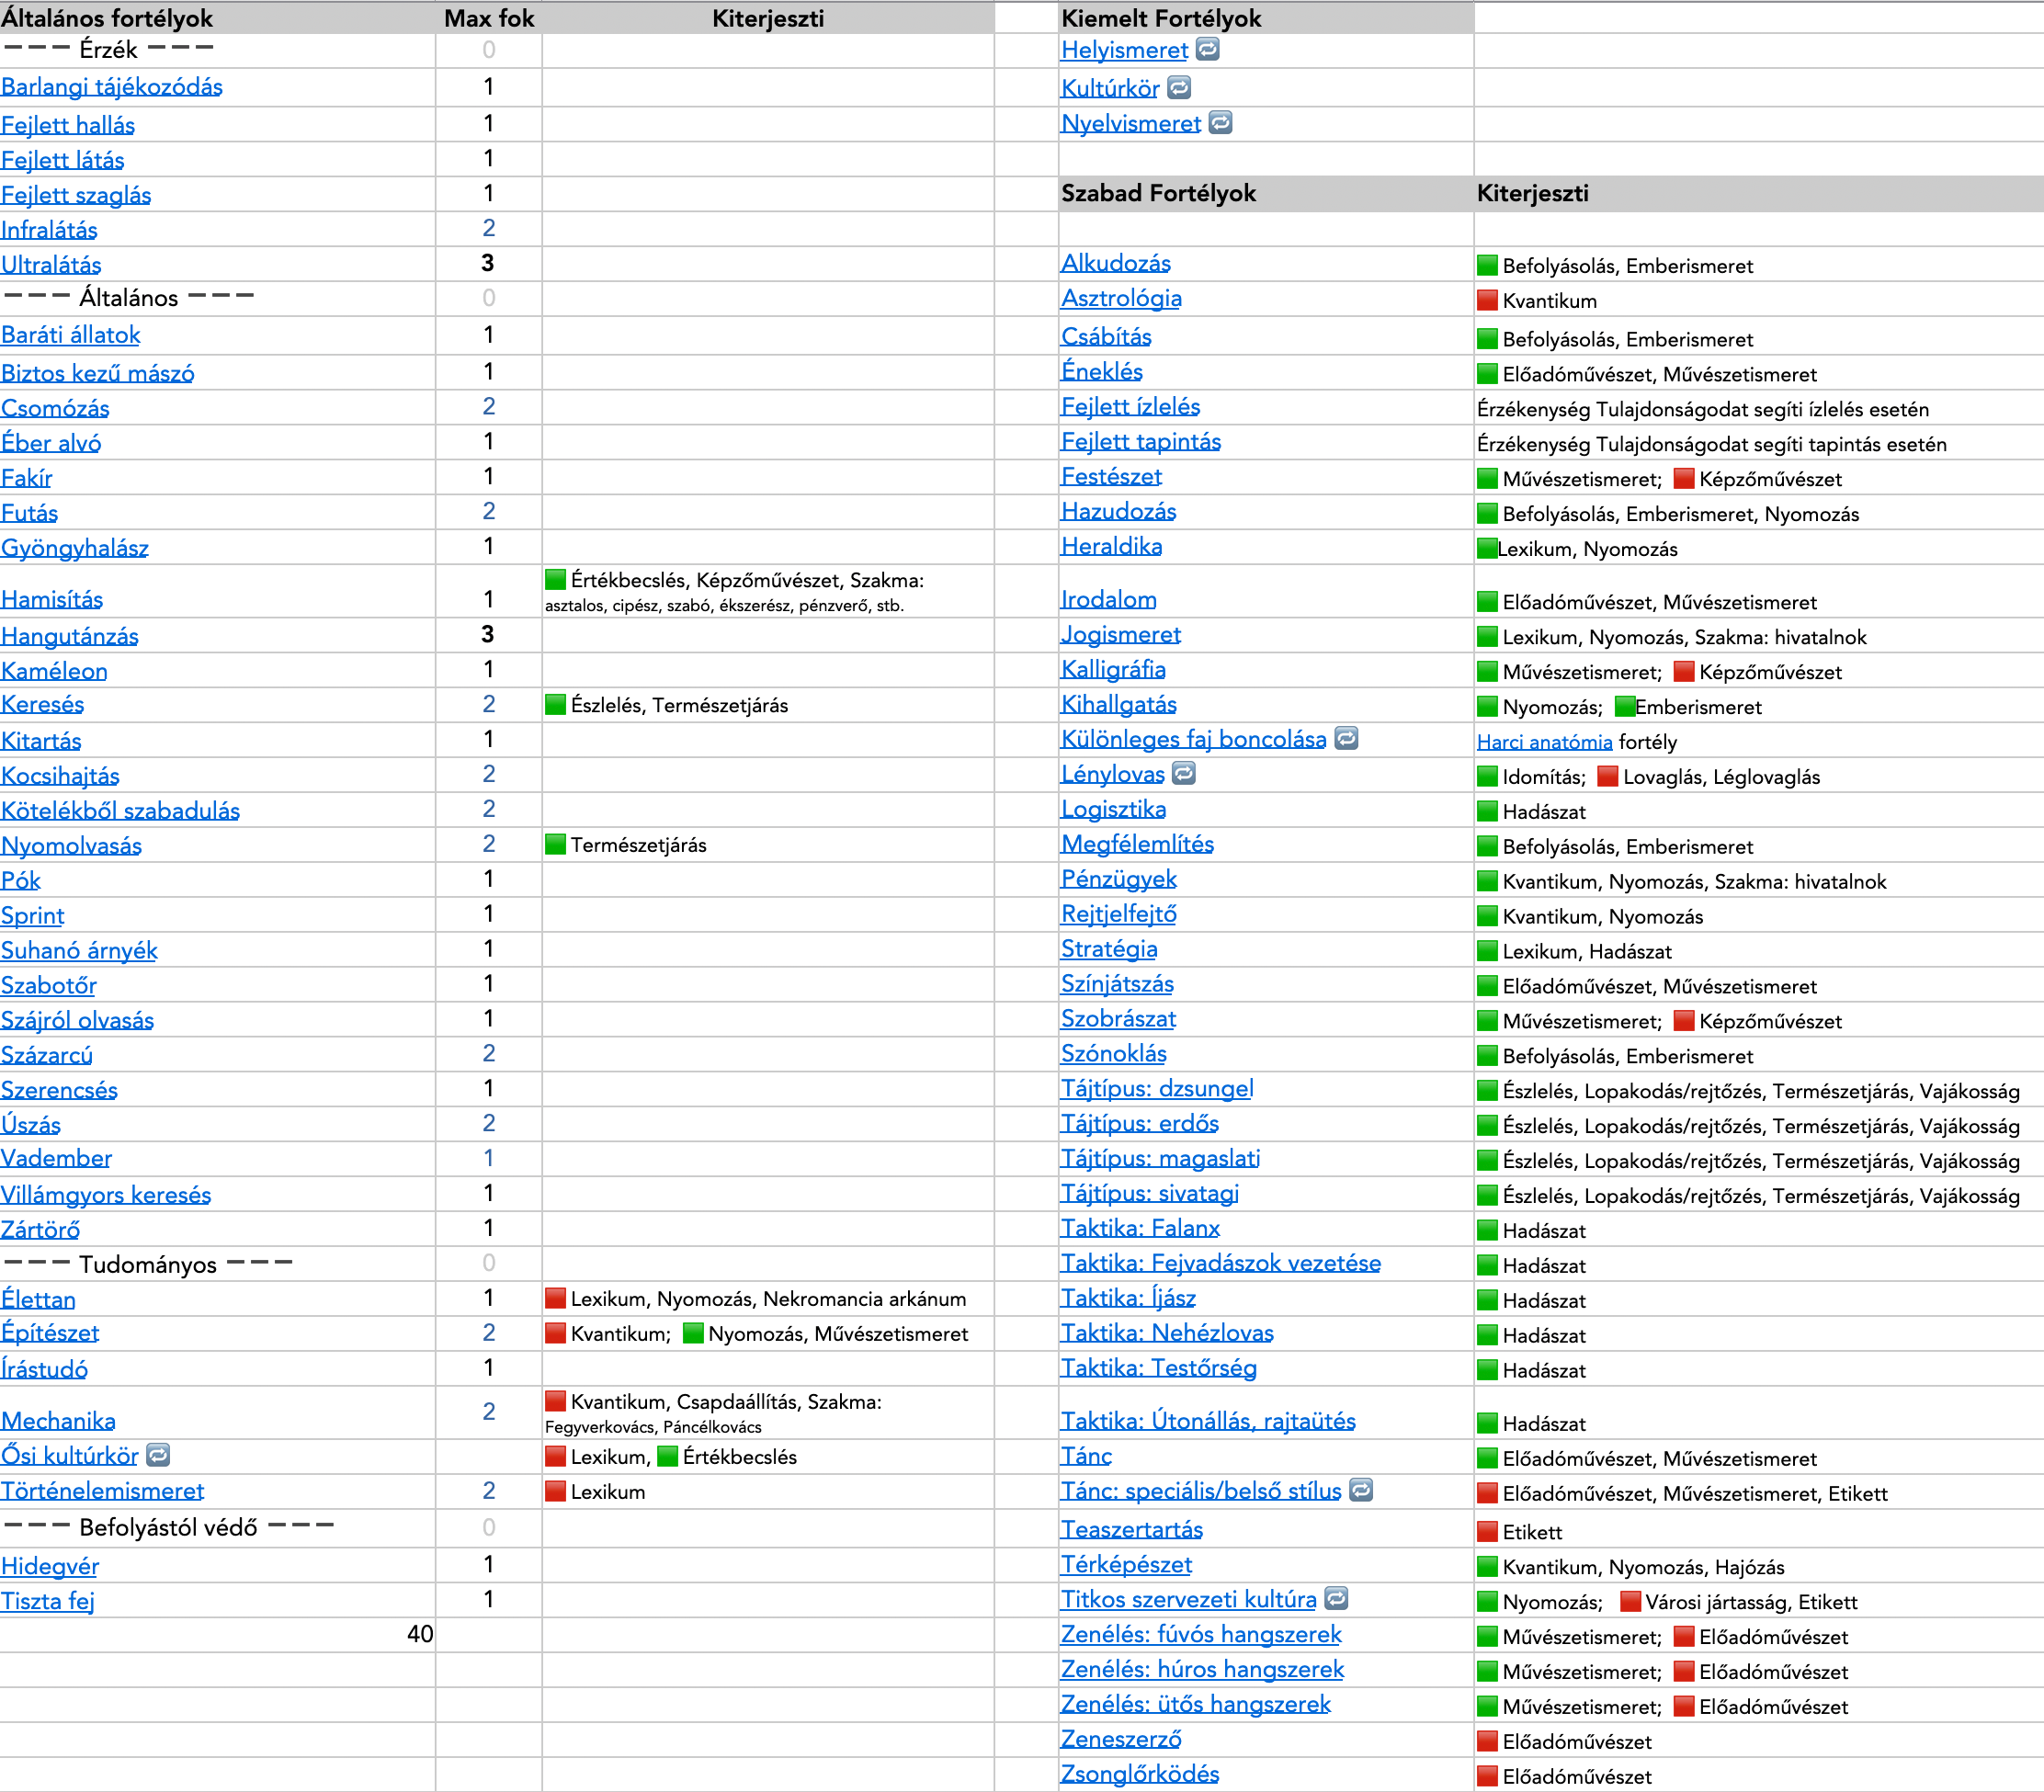 Általános fortélyok Max fok Kiterjeszti Kiemelt Fortélyok
––– Érzék ––– 0 Helyismeret 🔁
Barlangi tájékozódás 1 Kultúrkör 🔁
Fejlett hallás 1 Nyelvismeret 🔁
Fejlett látás 1
Fejlett szaglás 1 Szabad Fortélyok Kiterjeszti
Infralátás 2
Ultralátás 3 Alkudozás 🟩 Befolyásolás, Emberismeret
––– Általános ––– 0 Asztrológia 🟥 Kvantikum
Baráti állatok 1 Csábítás 🟩 Befolyásolás, Emberismeret
Biztos kezű mászó 1 Éneklés 🟩 Előadóművészet, Művészetismeret
Csomózás 2 Fejlett ízlelés Érzékenység Tulajdonságodat segíti ízlelés esetén
Éber alvó 1 Fejlett tapintás Érzékenység Tulajdonságodat segíti tapintás esetén
Fakír 1 Festészet 🟩 Művészetismeret; 🟥 Képzőművészet
Futás 2 Hazudozás 🟩 Befolyásolás, Emberismeret, Nyomozás
Gyöngyhalász 1 Heraldika 🟩Lexikum, Nyomozás
Hamisítás 1 🟩 Értékbecslés, Képzőművészet, Szakma:
asztalos, cipész, szabó, ékszerész, pénzverő, stb. Irodalom 🟩 Előadóművészet, Művészetismeret
Hangutánzás 3 Jogismeret 🟩 Lexikum, Nyomozás, Szakma: hivatalnok
Kaméleon 1 Kalligráfia 🟩 Művészetismeret; 🟥 Képzőművészet
Keresés 2 🟩 Észlelés, Természetjárás Kihallgatás 🟩 Nyomozás; 🟩Emberismeret
Kitartás 1 Különleges faj boncolása 🔁 Harci anatómia fortély
Kocsihajtás 2 Lénylovas 🔁 🟩 Idomítás; 🟥 Lovaglás, Léglovaglás
Kötelékből szabadulás 2 Logisztika 🟩 Hadászat
Nyomolvasás 2 🟩 Természetjárás Megfélemlítés 🟩 Befolyásolás, Emberismeret
Pók 1 Pénzügyek 🟩 Kvantikum, Nyomozás, Szakma: hivatalnok
Sprint 1 Rejtjelfejtő 🟩 Kvantikum, Nyomozás
Suhanó árnyék 1 Stratégia 🟩 Lexikum, Hadászat
Szabotőr 1 Színjátszás 🟩 Előadóművészet, Művészetismeret
Szájról olvasás 1 Szobrászat 🟩 Művészetismeret; 🟥 Képzőművészet
Százarcú 2 Szónoklás 🟩 Befolyásolás, Emberismeret
Szerencsés 1 Tájtípus: dzsungel 🟩 Észlelés, Lopakodás/rejtőzés, Természetjárás, Vajákosság
Úszás 2 Tájtípus: erdős 🟩 Észlelés, Lopakodás/rejtőzés, Természetjárás, Vajákosság
Vadember 1 Tájtípus: magaslati 🟩 Észlelés, Lopakodás/rejtőzés, Természetjárás, Vajákosság
Villámgyors keresés 1 Tájtípus: sivatagi 🟩 Észlelés, Lopakodás/rejtőzés, Természetjárás, Vajákosság
Zártörő 1 Taktika: Falanx 🟩 Hadászat
––– Tudományos ––– 0 Taktika: Fejvadászok vezetése 🟩 Hadászat
Élettan 1 🟥 Lexikum, Nyomozás, Nekromancia arkánum Taktika: Íjász 🟩 Hadászat
Építészet 2 🟥 Kvantikum; 🟩 Nyomozás, Művészetismeret Taktika: Nehézlovas 🟩 Hadászat
Írástudó 1 Taktika: Testőrség 🟩 Hadászat
Mechanika 2 🟥 Kvantikum, Csapdaállítás, Szakma:
Fegyverkovács, Páncélkovács Taktika: Útonállás, rajtaütés 🟩 Hadászat
Ősi kultúrkör 🔁 🟥 Lexikum, 🟩 Értékbecslés Tánc 🟩 Előadóművészet, Művészetismeret
Történelemismeret 2 🟥 Lexikum Tánc: speciális/belső stílus 🔁 🟥 Előadóművészet, Művészetismeret, Etikett
––– Befolyástól védő ––– 0 Teaszertartás 🟥 Etikett
Hidegvér 1 Térképészet 🟩 Kvantikum, Nyomozás, Hajózás
Tiszta fej 1 Titkos szervezeti kultúra 🔁 🟩 Nyomozás; 🟥 Városi jártasság, Etikett
40 Zenélés: fúvós hangszerek 🟩 Művészetismeret; 🟥 Előadóművészet
Zenélés: húros hangszerek 🟩 Művészetismeret; 🟥 Előadóművészet
Zenélés: ütős hangszerek 🟩 Művészetismeret; 🟥 Előadóművészet
Zeneszerző 🟥 Előadóművészet
Zsonglőrködés 🟥 Előadóművészet